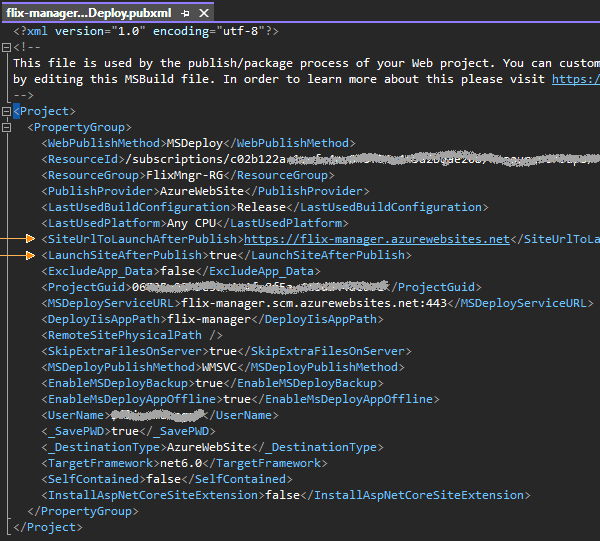 flix-manager...Deploy.pubxml
<?xml version="1.0" encoding="utf-8"?>
<!--
This file is used by the publish/package process of your Web project. You can custom
by editing this MSBuild file. In order to learn more about this please visit https:/
-->
<Project>
<PropertyGroup>
<WebPublishMethod>MSDeploy</WebPublishMethod>
<ResourceId>/subscriptions/c02b122a
<ResourceGroup>FlixMngr-RG</ResourceGroup>
<PublishProvider>AzureWebSite</PublishProvider>
<LastUsedBuildConfiguration>Release</LastUsedBuildConfiguration>
<LastUsedPlatform>Any CPU</LastUsedPlatform>
<SiteUrlToLaunchAfterPublish>https://flix-manager.azurewebsites.net</SiteUrlToLa
<LaunchSiteAfterPublish>true</LaunchSiteAfterPublish>
<ExcludeApp_Data>false</ExcludeApp_Data>
<ProjectGuid></ProjectGuid>
<MSDeployServiceURL>flix-manager.scm.azurewebsites.net:443</MSDeployServiceURL>
<DeployIisAppPath>flix-manager</DeployIisAppPath>
<RemoteSitePhysicalPath />
<SkipExtraFilesOnServer>true</SkipExtraFilesOnServer>
<MSDeployPublishMethod>WMSVC</MSDeployPublishMethod>
<EnableMSDeployBackup>true</EnableMSDeployBackup>
<EnableMsDeployAppOffline>true</EnableMsDeployAppOffline>
<UserName></UserName>
<_SavePWD>true</_SavePWD>
<_DestinationType>AzureWebSite</_DestinationType>
<TargetFramework>net6.0</TargetFramework>
<SelfContained>false</SelfContained>
<InstallAspNetCoreSiteExtension>false</InstallAspNetCoreSiteExtension>
</PropertyGroup>
</Project>